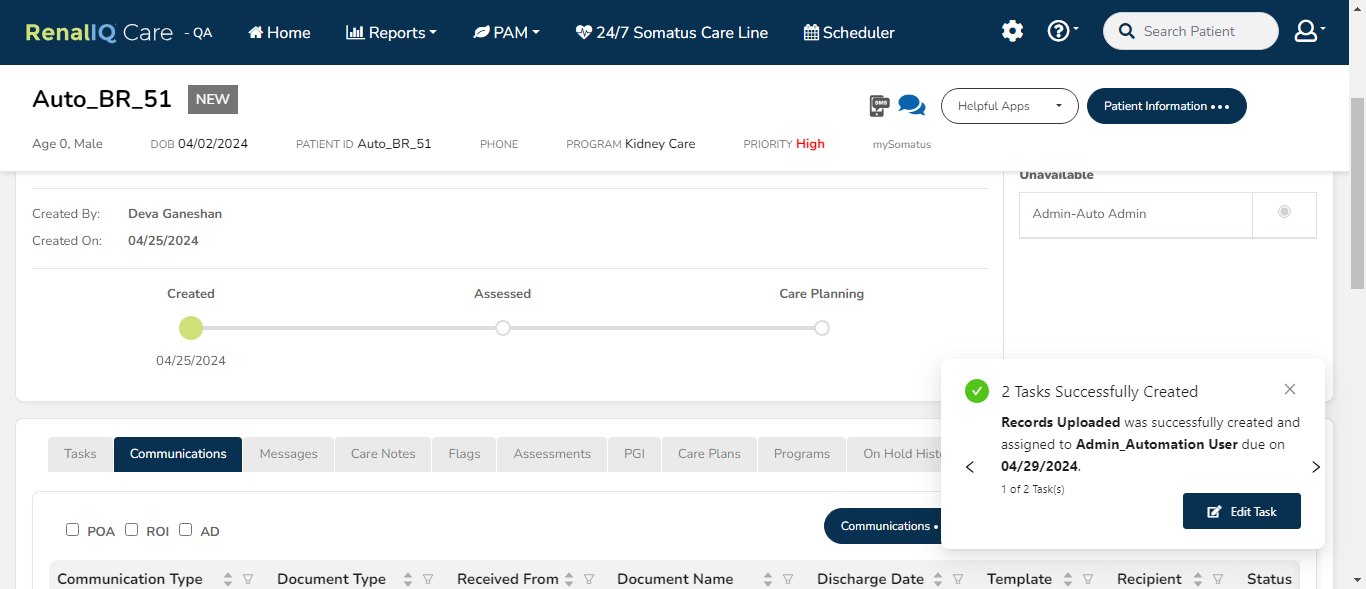 RenalIQ Care - QA Home Reports PAM 24/7 Somatus Care Line Scheduler Search Patient
Auto_BR_51 NEW
SMS Helpful Apps Patient Information
Age 0, Male DOB 04/02/2024 PATIENT ID Auto_BR_51 PHONE PROGRAM Kidney Care PRIORITY High mySomatus
Unavailable
Admin-Auto Admin
Created By: Deva Ganeshan
Created On: 04/25/2024
Created Assessed Care Planning
04/25/2024
2 Tasks Successfully Created
Records Uploaded was successfully created and
assigned to Admin_Automation User due on
04/29/2024.
1 of 2 Task(s)
Edit Task
Tasks Communications Messages Care Notes Flags Assessments PGI Care Plans Programs On Hold Histo
POA ROI AD Communications
Communication Type Document Type Received From Document Name Discharge Date Template Recipient Status